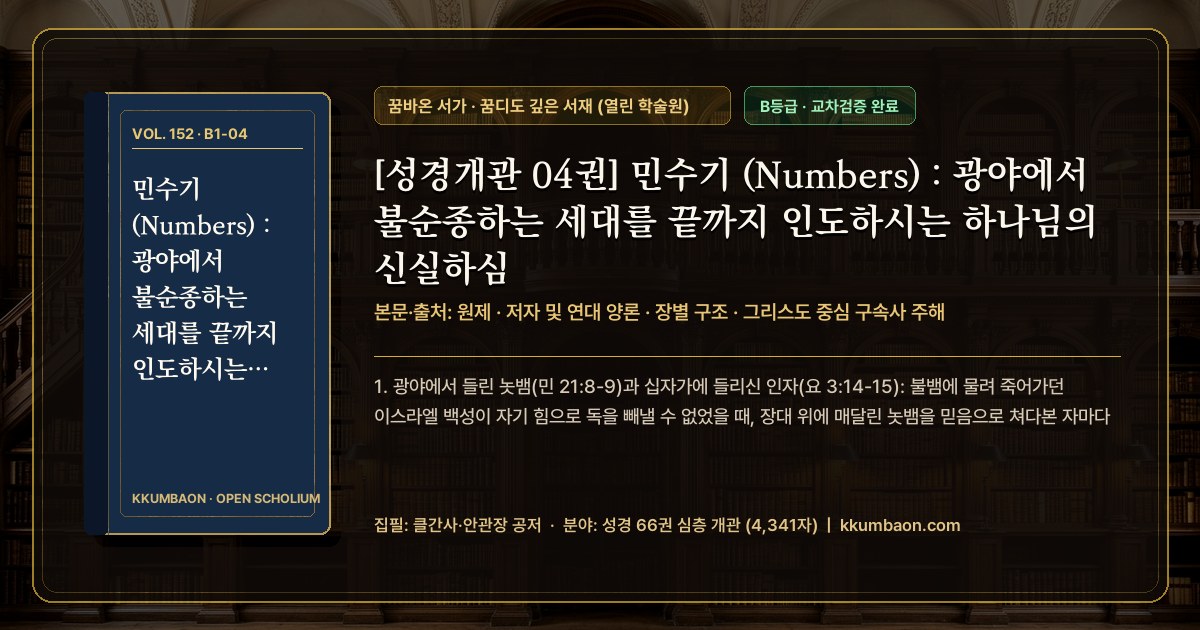 VOL. 152 · B1-04
민수기
(Numbers) :
광야에서
불순종하는
세대를 끝까지
인도하시는…
KKUMBAON · OPEN SCHOLIUM
꿈바온 서가 · 꿈디도 깊은 서재 (열린 학술원)
B등급 · 교차검증 완료
[성경개관 04권] 민수기 (Numbers) : 광야에서
불순종하는 세대를 끝까지 인도하시는 하나님의
신실하심
본문·출처: 원제 · 저자 및 연대 양론 · 장별 구조 · 그리스도 중심 구속사 주해
1. 광야에서 들린 놋뱀(민 21:8-9)과 십자가에 들리신 인자(요 3:14-15): 불뱀에 물려 죽어가던
이스라엘 백성이 자기 힘으로 독을 빼낼 수 없었을 때, 장대 위에 매달린 놋뱀을 믿음으로 쳐다본 자마다
집필: 클간사·안관장 공저 · 분야: 성경 66권 심층 개관 (4,341자) | kkumbaon.com